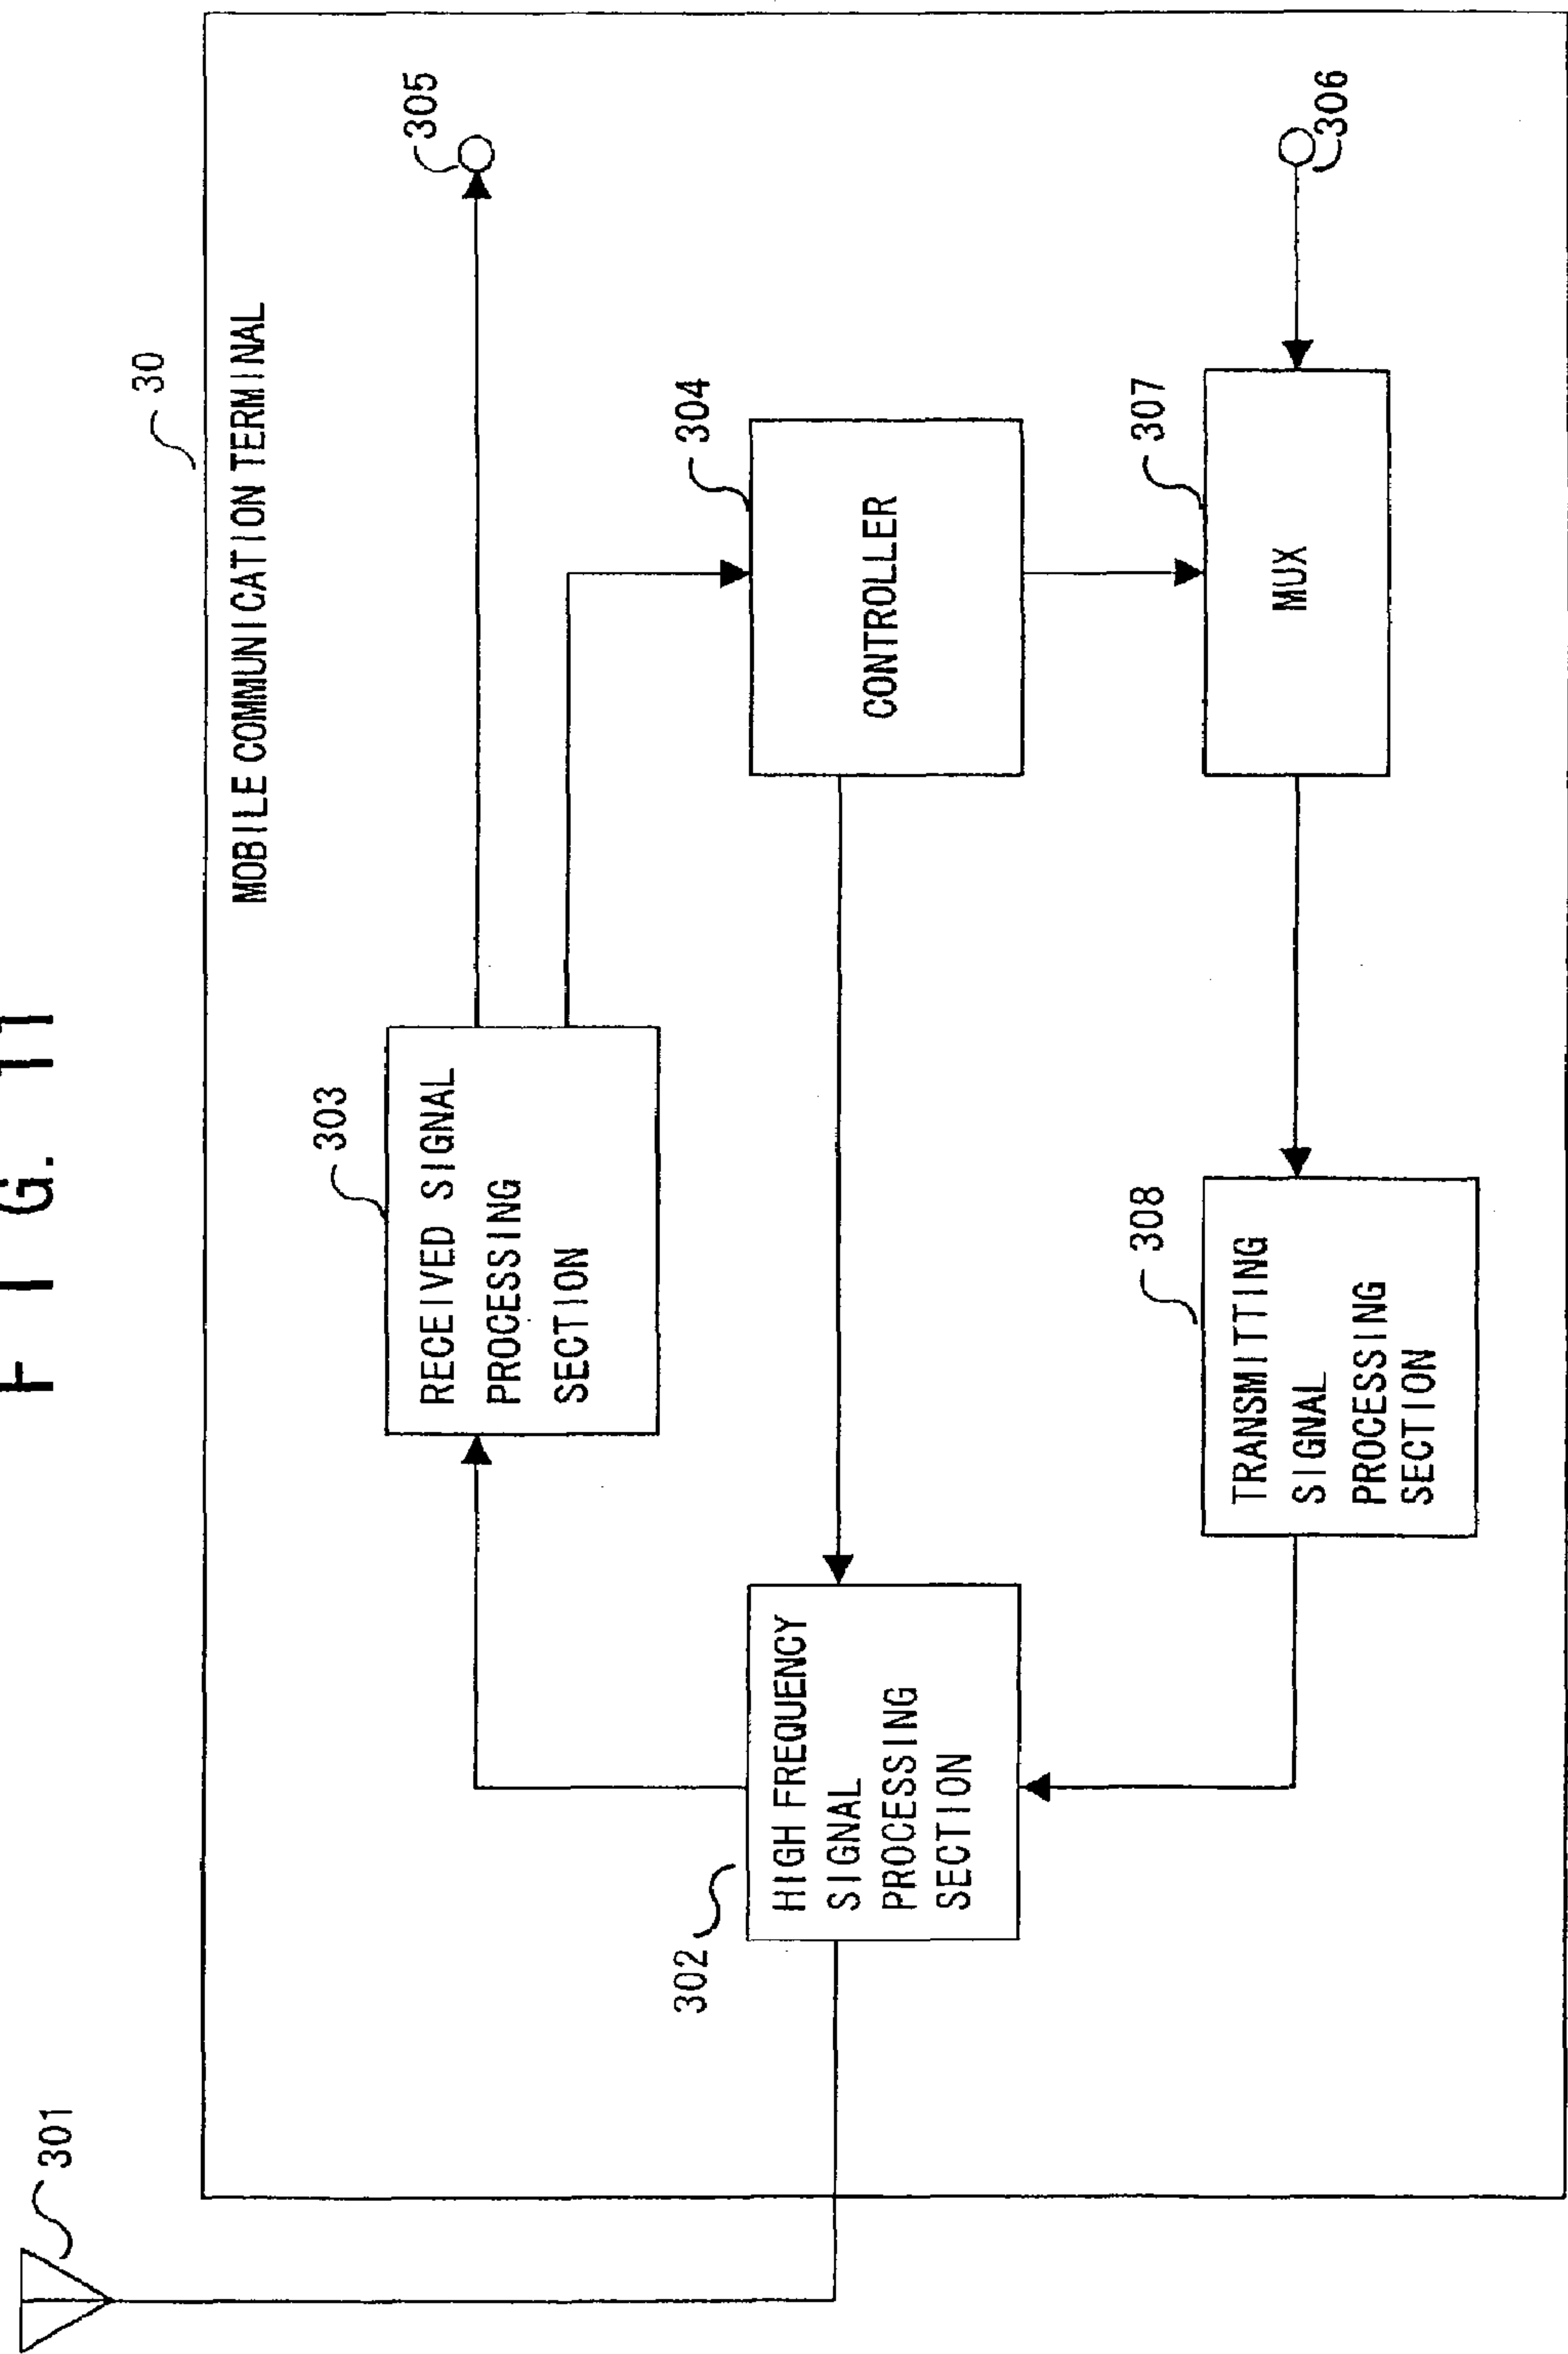 F I G. 11
301
30
MOBILE COMMUNICATION TERMINAL
303
RECEIVED SIGNAL
PROCESSING
SECTION
305
302
HIGH FREQUENCY
SIGNAL
PROCESSING
SECTION
304
CONTROLLER
308
TRANSMITTING
SIGNAL
PROCESSING
SECTION
307
MUX
306